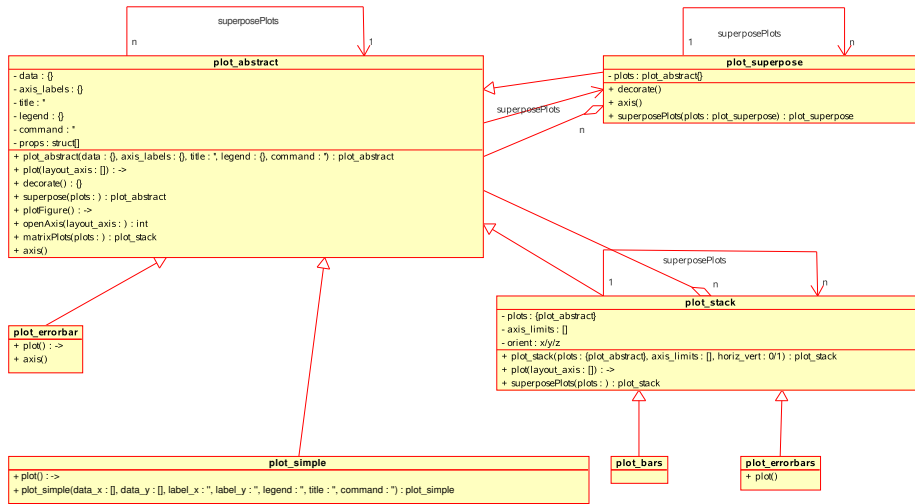 superposePlots
n
1
superposePlots
1
n
plot_abstract
- data : {}
- axis_labels : {}
- title : ''
- legend : {}
- command : ''
- props : struct[]
+ plot_abstract(data : {}, axis_labels : {}, title : '', legend : {}, command : '') : plot_abstract
+ plot(layout_axis : []) : ->
+ decorate() : {}
+ superpose(plots : ) : plot_abstract
+ plotFigure() : ->
+ openAxis(layout_axis : ) : int
+ matrixPlots(plots : ) : plot_stack
+ axis()
plot_superpose
- plots : plot_abstract{}
+ decorate()
+ axis()
+ superposePlots(plots : plot_superpose) : plot_superpose
superposePlots
n
superposePlots
1
n
n
plot_stack
- plots : {plot_abstract}
- axis_limits : []
- orient : x/y/z
+ plot_stack(plots : {plot_abstract}, axis_limits : [], horiz_vert : 0/1) : plot_stack
+ plot(layout_axis : []) : ->
+ superposePlots(plots : ) : plot_stack
plot_errorbar
+ plot() : ->
+ axis()
plot_simple
+ plot() : ->
+ plot_simple(data_x : [], data_y : [], label_x : '', label_y : '', legend : '', title : '', command : '') : plot_simple
plot_bars
plot_errorbars
+ plot()